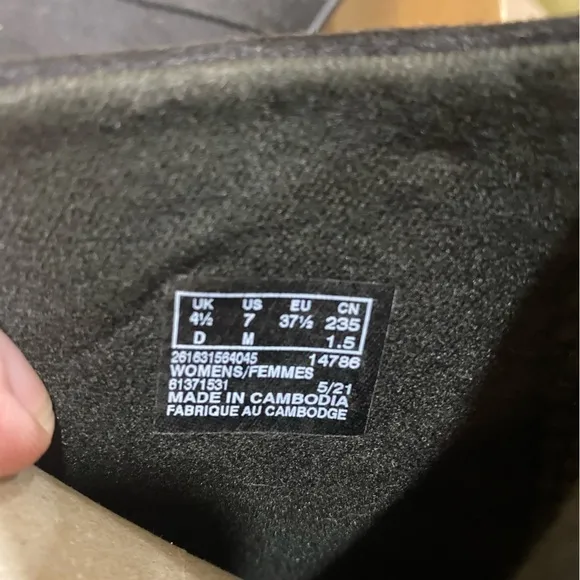 UK US EU CN
4½ 7 37½ 235
D M 1.5
261631564045 14786
WOMENS/FEMMES
61371531 5/21
MADE IN CAMBODIA
FABRIQUE AU CAMBODGE